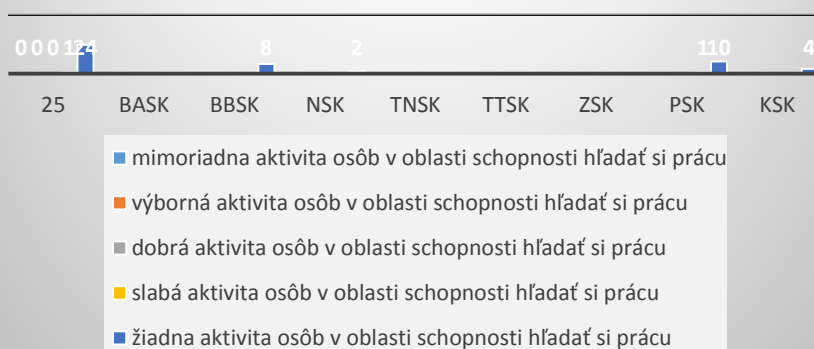 0 0 0 1 24 8 2 1 10 4
25 BASK BBSK NSK TNSK TTSK ZSK PSK KSK
mimoriadna aktivita osôb v oblasti schopnosti hľadať si prácu
výborná aktivita osôb v oblasti schopnosti hľadať si prácu
dobrá aktivita osôb v oblasti schopnosti hľadať si prácu
slabá aktivita osôb v oblasti schopnosti hľadať si prácu
žiadna aktivita osôb v oblasti schopnosti hľadať si prácu